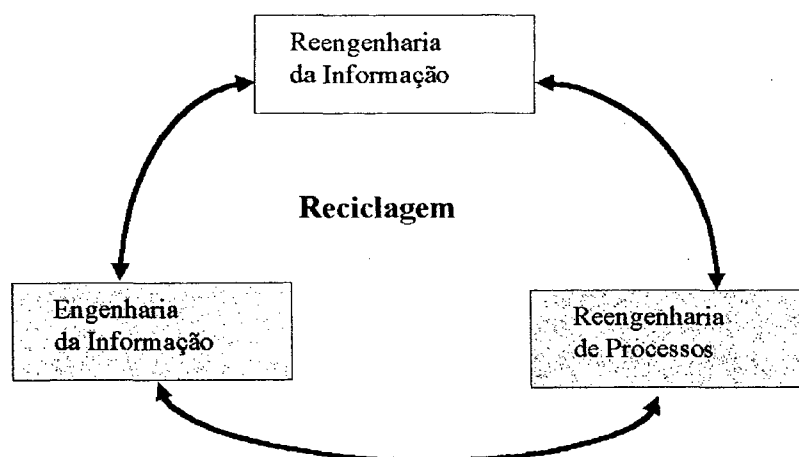 Reengenharia
da Informação
Reciclagem
Engenharia
da Informação
Reengenharia
de Processos